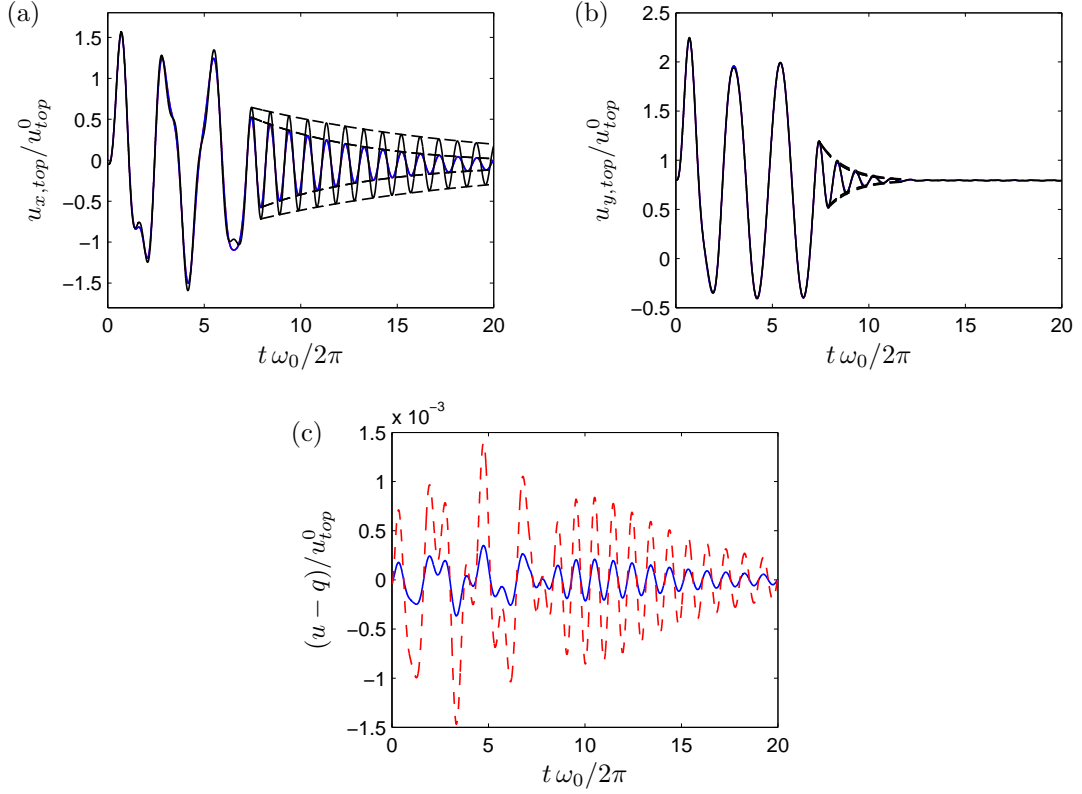 (a)
1.5
1
0.5
0
−0.5
−1
−1.5
u_{x,top}/u^0_{top}
0 5 10 15 20
t ω_0/2π
(b)
2.5
2
1.5
1
0.5
0
−0.5
u_{y,top}/u^0_{top}
0 5 10 15 20
t ω_0/2π
(c)
x 10^{−3}
1.5
1
0.5
0
−0.5
−1
−1.5
(u − q)/u^0_{top}
0 5 10 15 20
t ω_0/2π